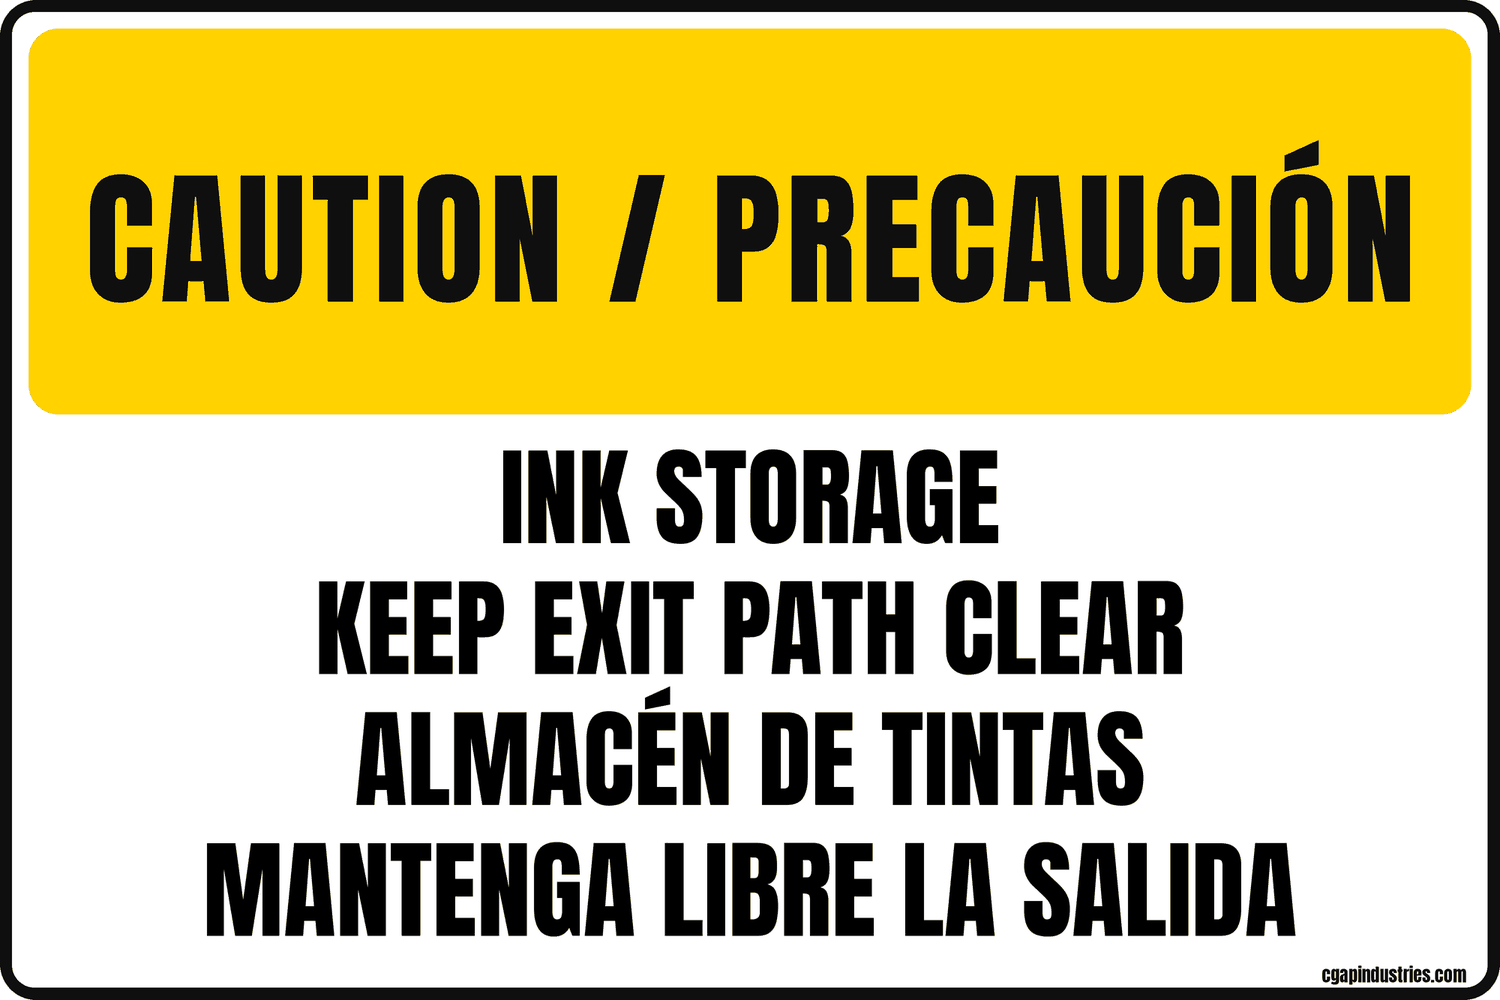 CAUTION / PRECAUCIÓN
INK STORAGE
KEEP EXIT PATH CLEAR
ALMACÉN DE TINTAS
MANTENGA LIBRE LA SALIDA
cgapindustries.com